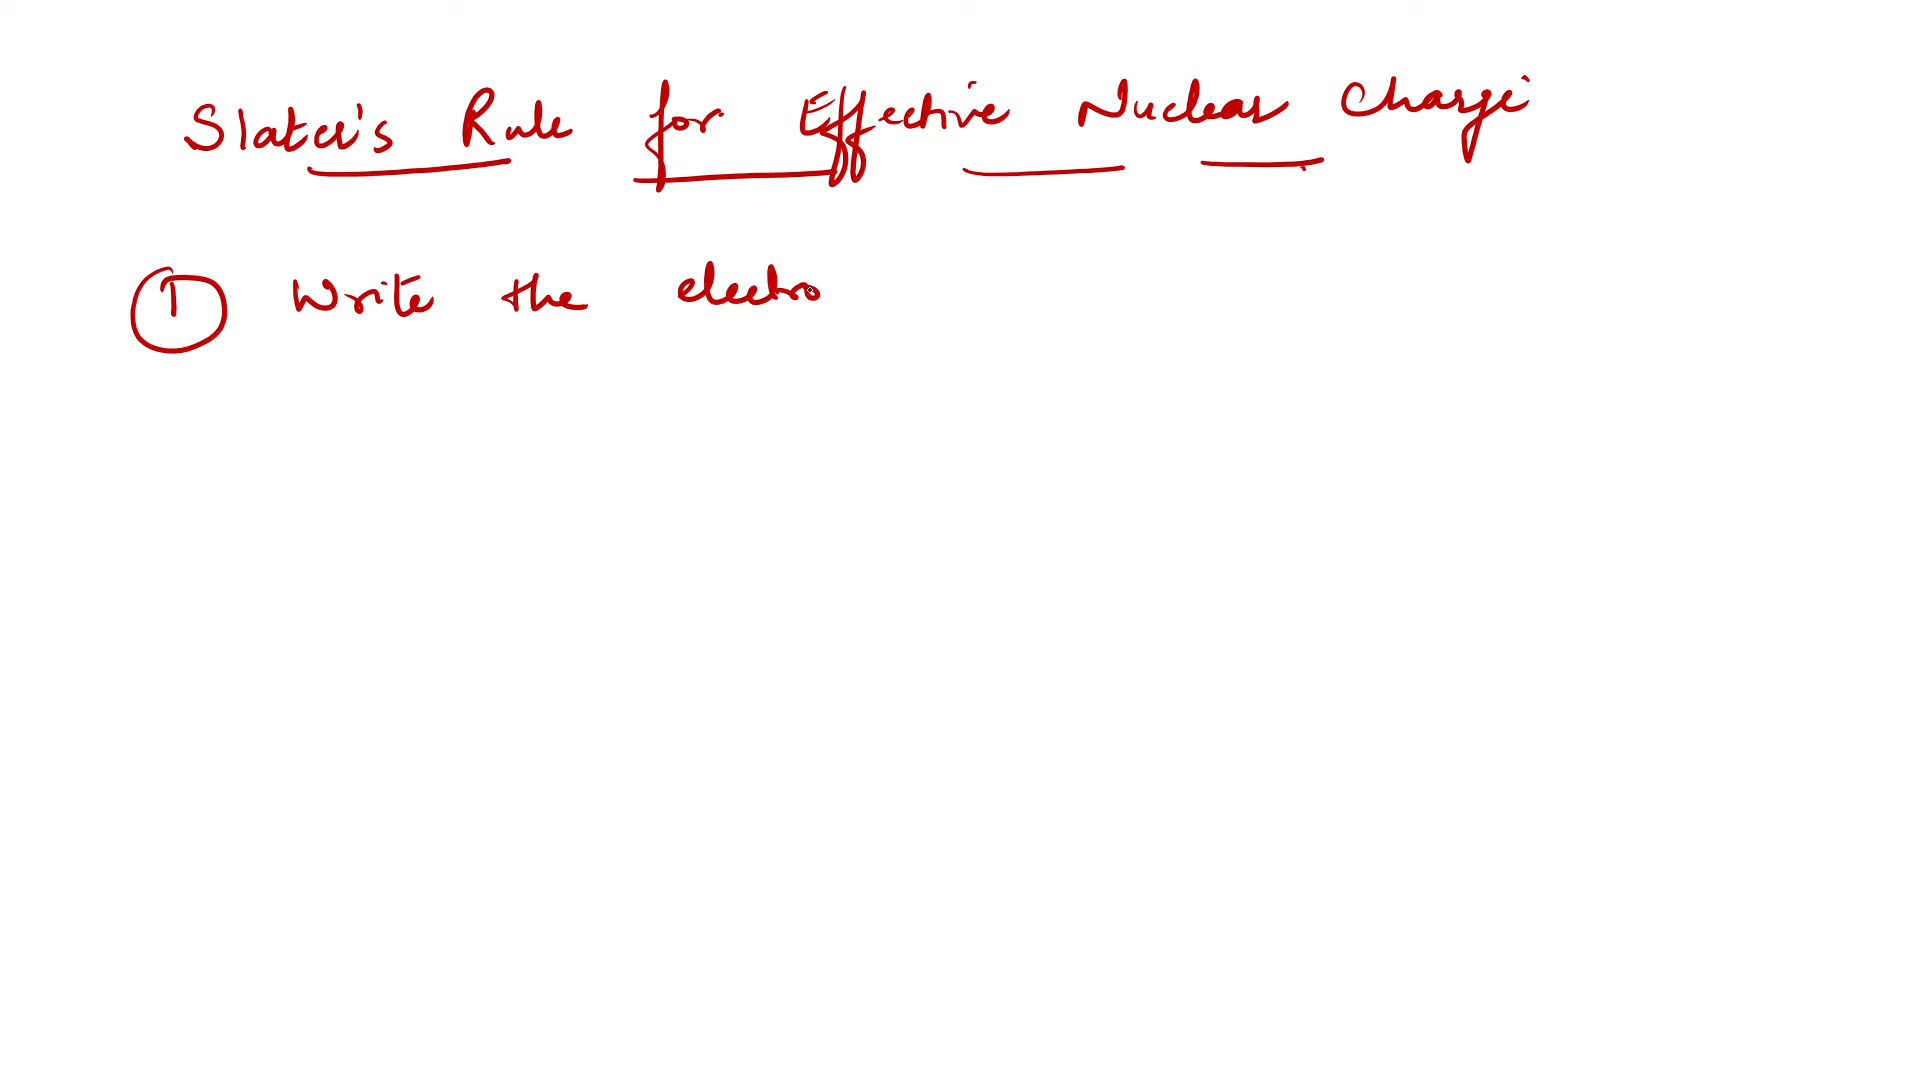 Slater's Rule for Effective Nuclear Charge
① Write the electro